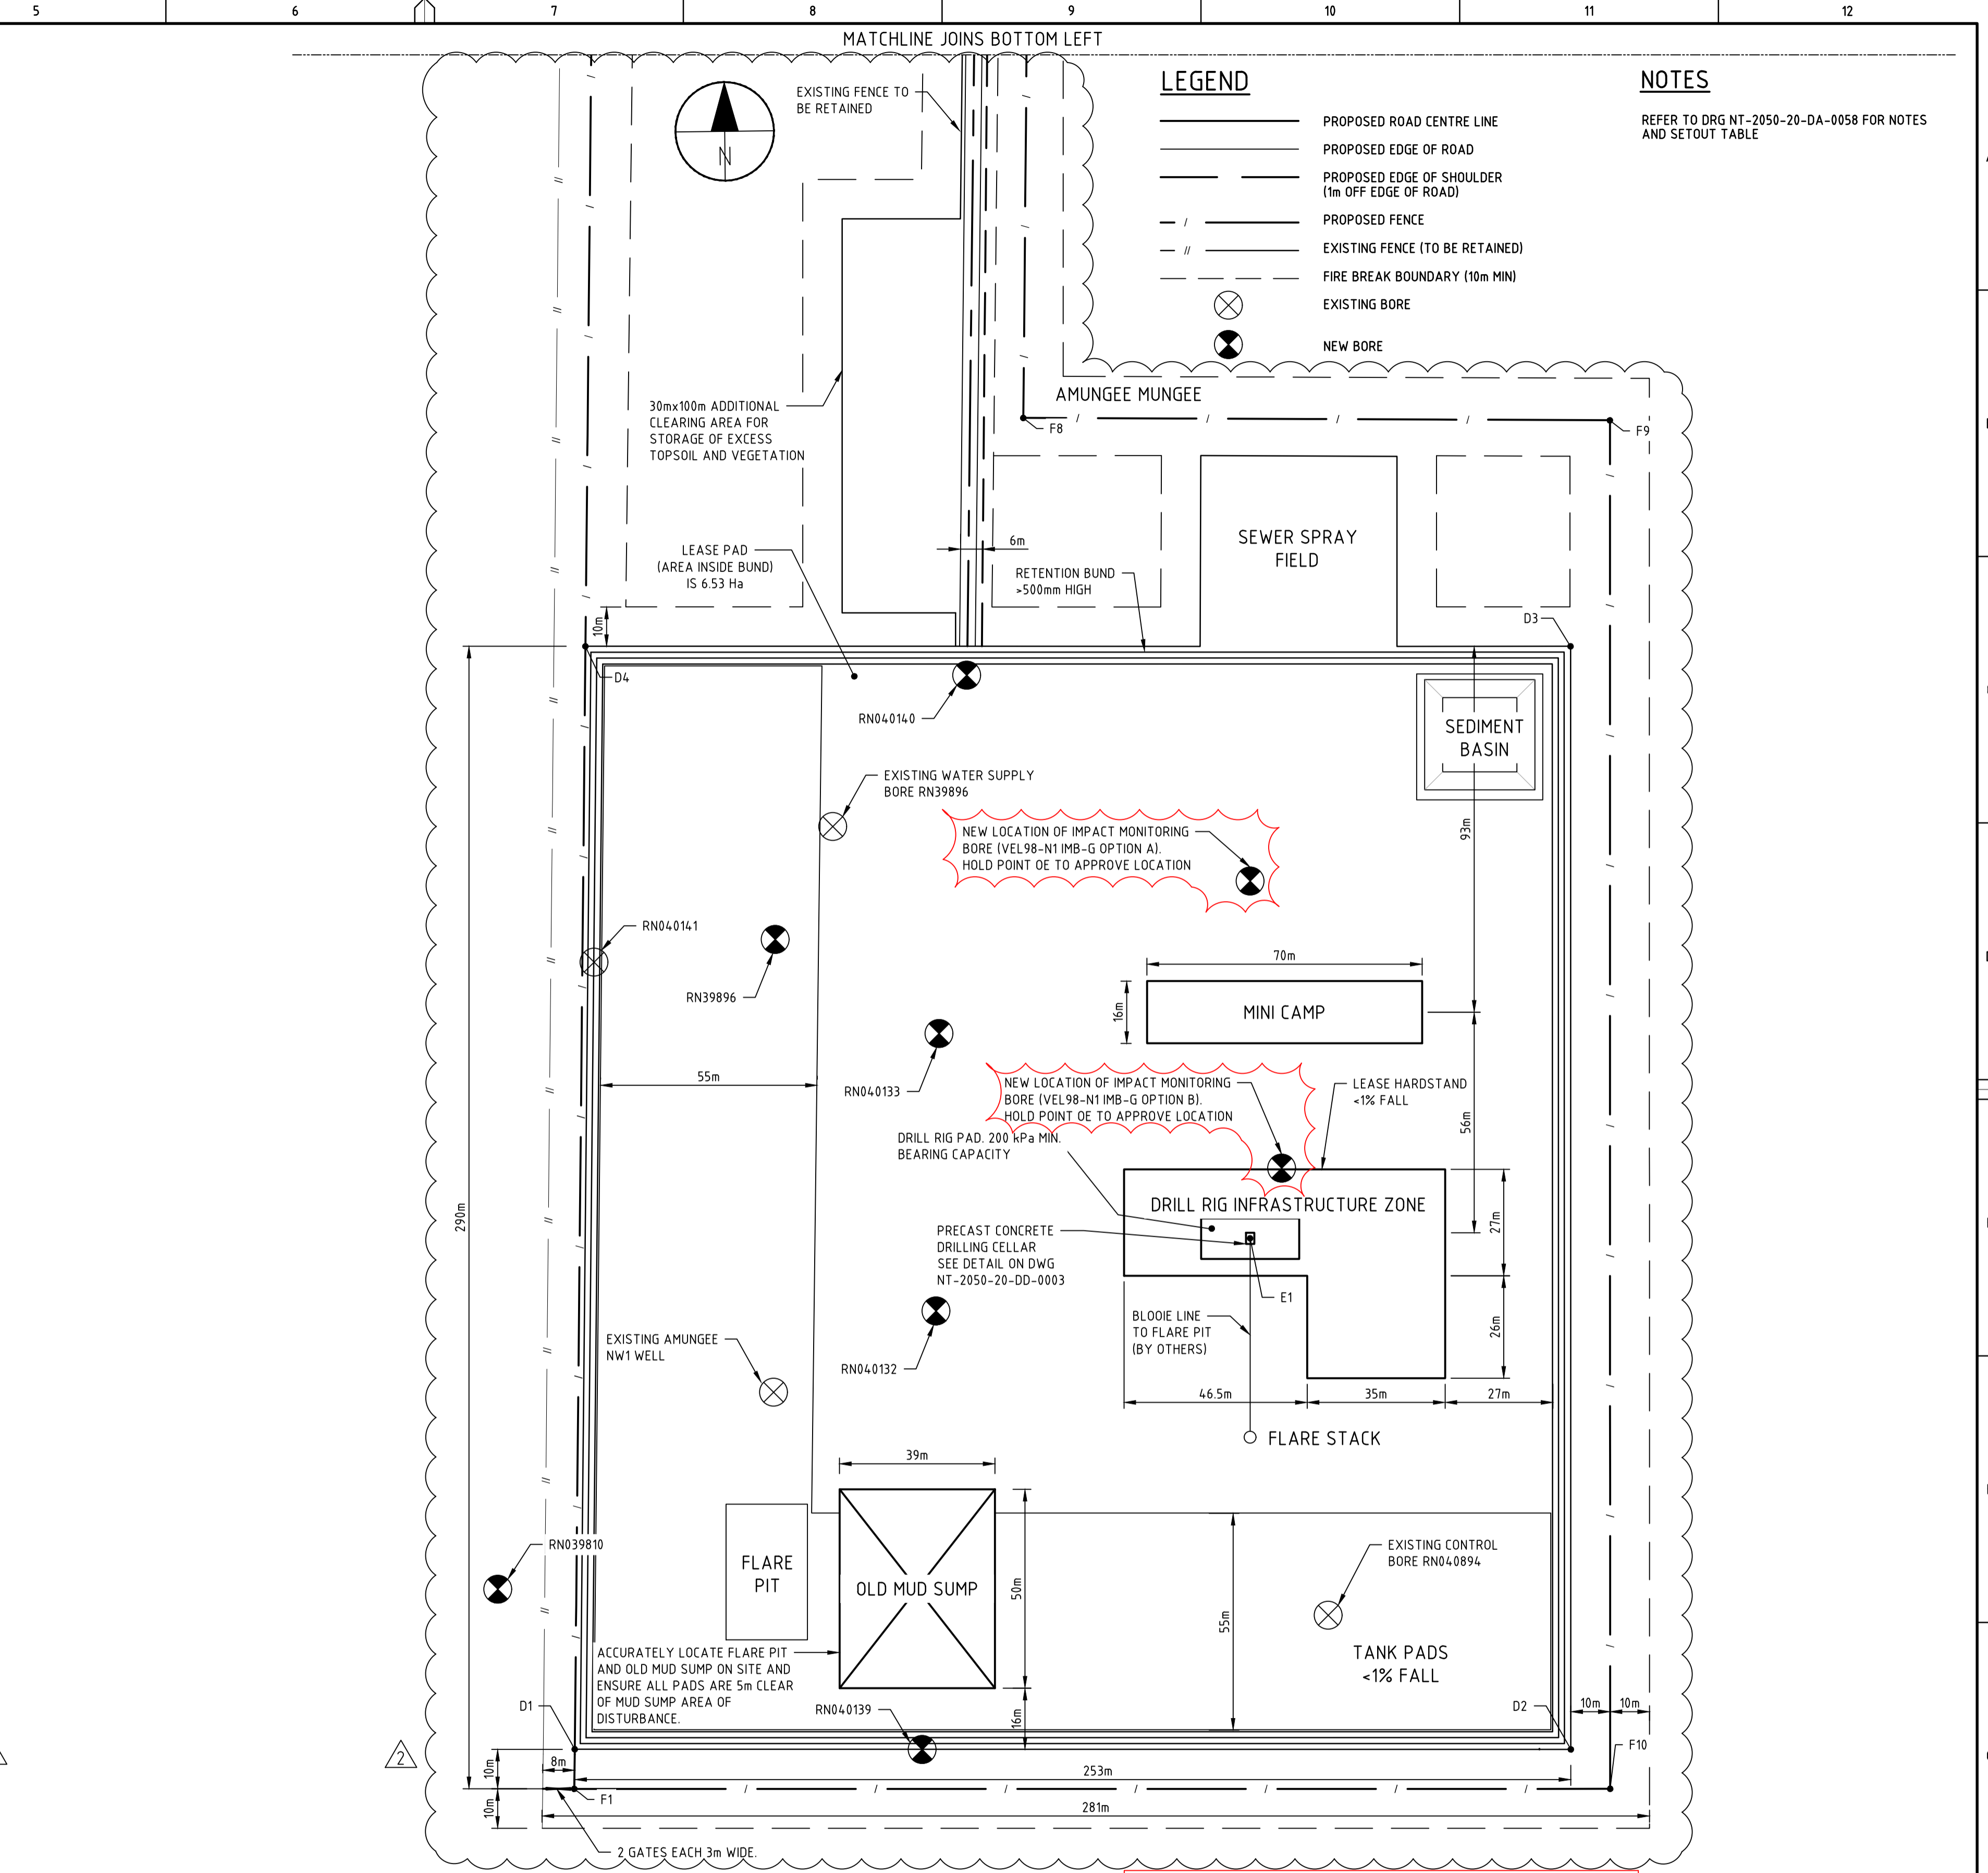 5
6
7
8
9
10
11
12
MATCHLINE JOINS BOTTOM LEFT
N
EXISTING FENCE TO
BE RETAINED
LEGEND
PROPOSED ROAD CENTRE LINE
PROPOSED EDGE OF ROAD
PROPOSED EDGE OF SHOULDER
(1m OFF EDGE OF ROAD)
PROPOSED FENCE
EXISTING FENCE (TO BE RETAINED)
FIRE BREAK BOUNDARY (10m MIN)
EXISTING BORE
NEW BORE
NOTES
REFER TO DRG NT-2050-20-DA-0058 FOR NOTES
AND SETOUT TABLE
AMUNGEE MUNGEE
F8
F9
30mx100m ADDITIONAL
CLEARING AREA FOR
STORAGE OF EXCESS
TOPSOIL AND VEGETATION
LEASE PAD
(AREA INSIDE BUND)
IS 6.53 Ha
6m
RETENTION BUND
>500mm HIGH
SEWER SPRAY
FIELD
10m
D3
D4
RN040140
SEDIMENT
BASIN
EXISTING WATER SUPPLY
BORE RN39896
NEW LOCATION OF IMPACT MONITORING
BORE (VEL98-N1 IMB-G OPTION A).
HOLD POINT OE TO APPROVE LOCATION
93m
RN040141
RN39896
70m
16m
MINI CAMP
RN040133
55m
NEW LOCATION OF IMPACT MONITORING
BORE (VEL98-N1 IMB-G OPTION B).
HOLD POINT OE TO APPROVE LOCATION
LEASE HARDSTAND
<1% FALL
56m
DRILL RIG PAD. 200 kPa MIN.
BEARING CAPACITY
DRILL RIG INFRASTRUCTURE ZONE
290m
PRECAST CONCRETE
DRILLING CELLAR
SEE DETAIL ON DWG
NT-2050-20-DD-0003
27m
E1
BLOOIE LINE
TO FLARE PIT
(BY OTHERS)
26m
EXISTING AMUNGEE
NW1 WELL
RN040132
46.5m
35m
27m
FLARE STACK
39m
RN039810
FLARE
PIT
OLD MUD SUMP
50m
55m
EXISTING CONTROL
BORE RN040894
TANK PADS
<1% FALL
ACCURATELY LOCATE FLARE PIT
AND OLD MUD SUMP ON SITE AND
ENSURE ALL PADS ARE 5m CLEAR
OF MUD SUMP AREA OF
DISTURBANCE.
RN040139
16m
D1
D2
10m
10m
2
10m
8m
253m
F10
F1
10m
281m
2 GATES EACH 3m WIDE.